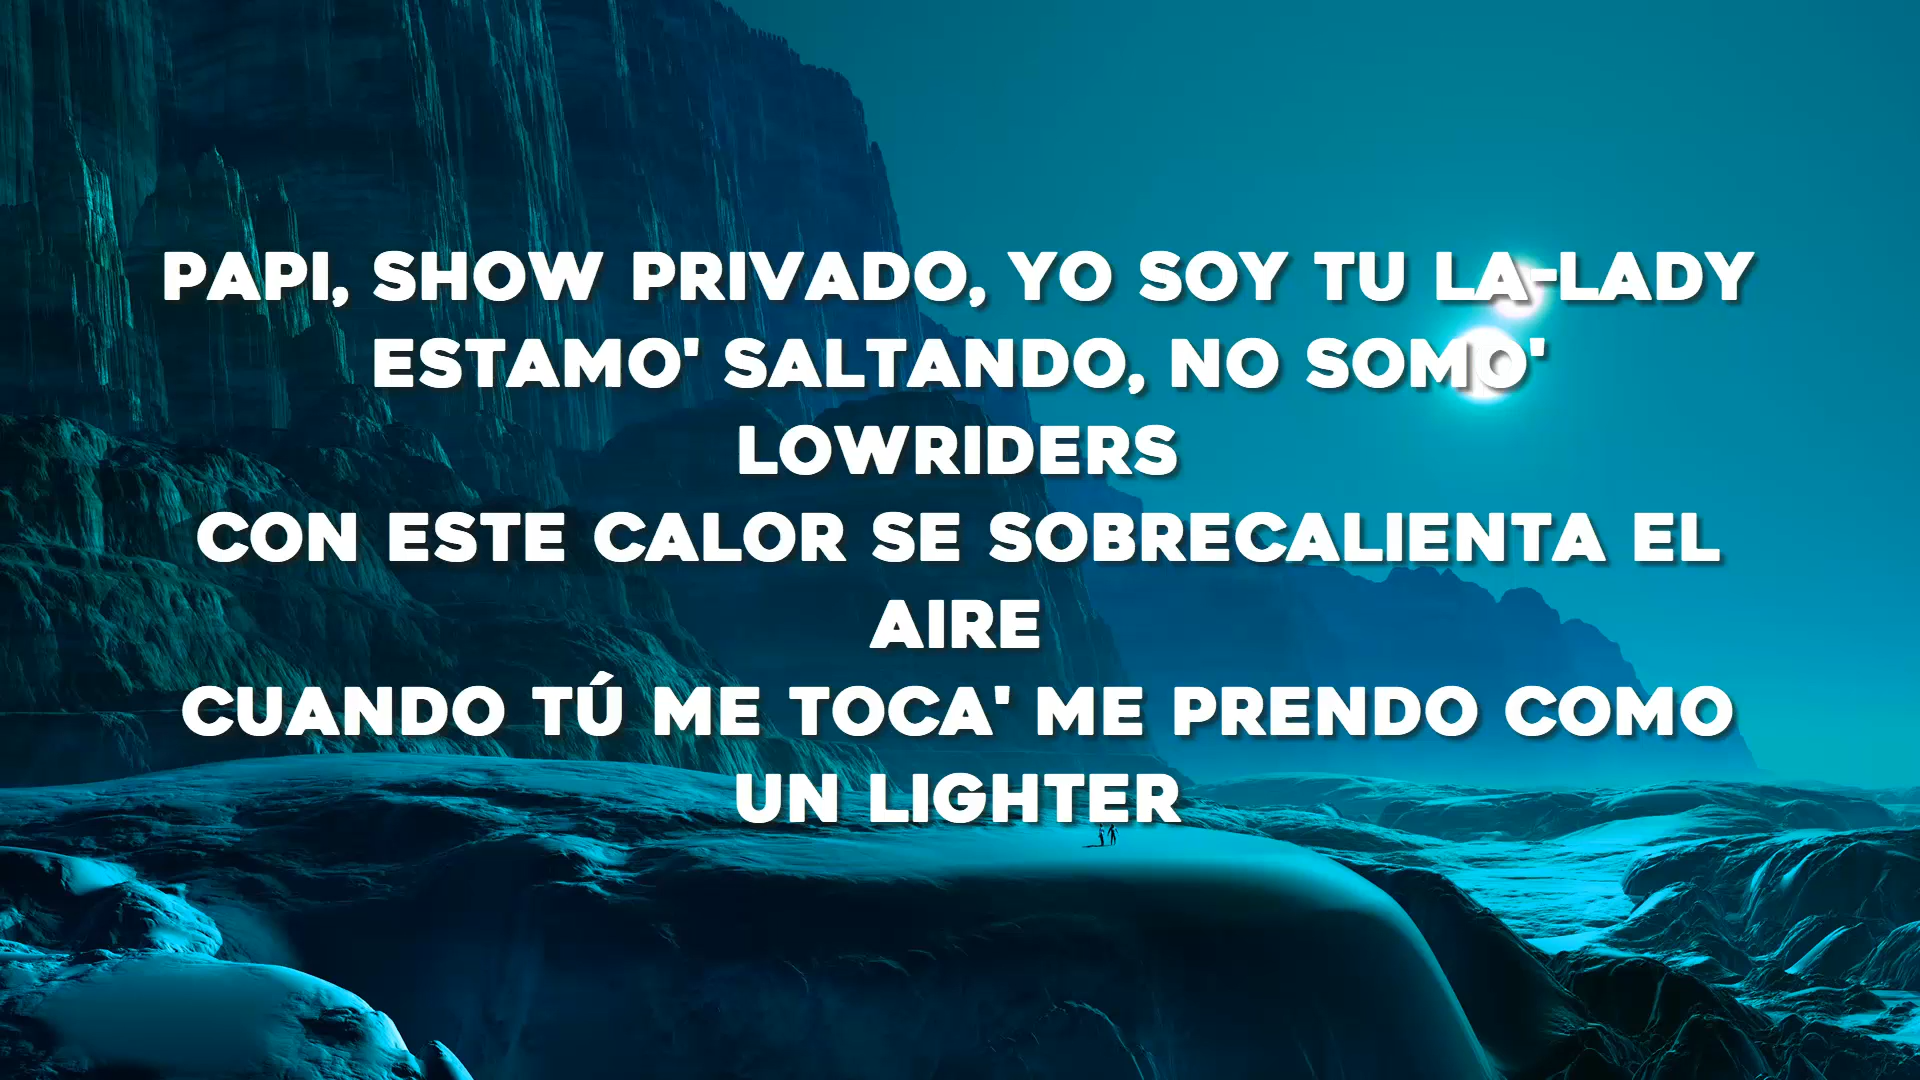 PAPI, SHOW PRIVADO, YO SOY TU LA-LADY
ESTAMO' SALTANDO, NO SOMO'
LOWRIDERS
CON ESTE CALOR SE SOBRECALIENTA EL
AIRE
CUANDO TÚ ME TOCA' ME PRENDO COMO
UN LIGHTER